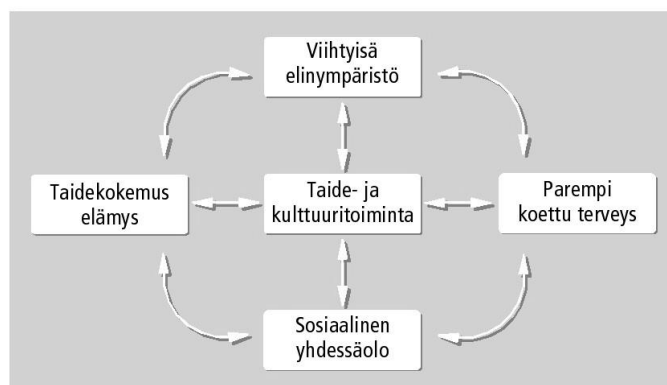 Viihtyisä
elinympäristö
Taidekokemus
elämys
Taide- ja
kulttuuritoiminta
Parempi
koettu terveys
Sosiaalinen
yhdessäolo